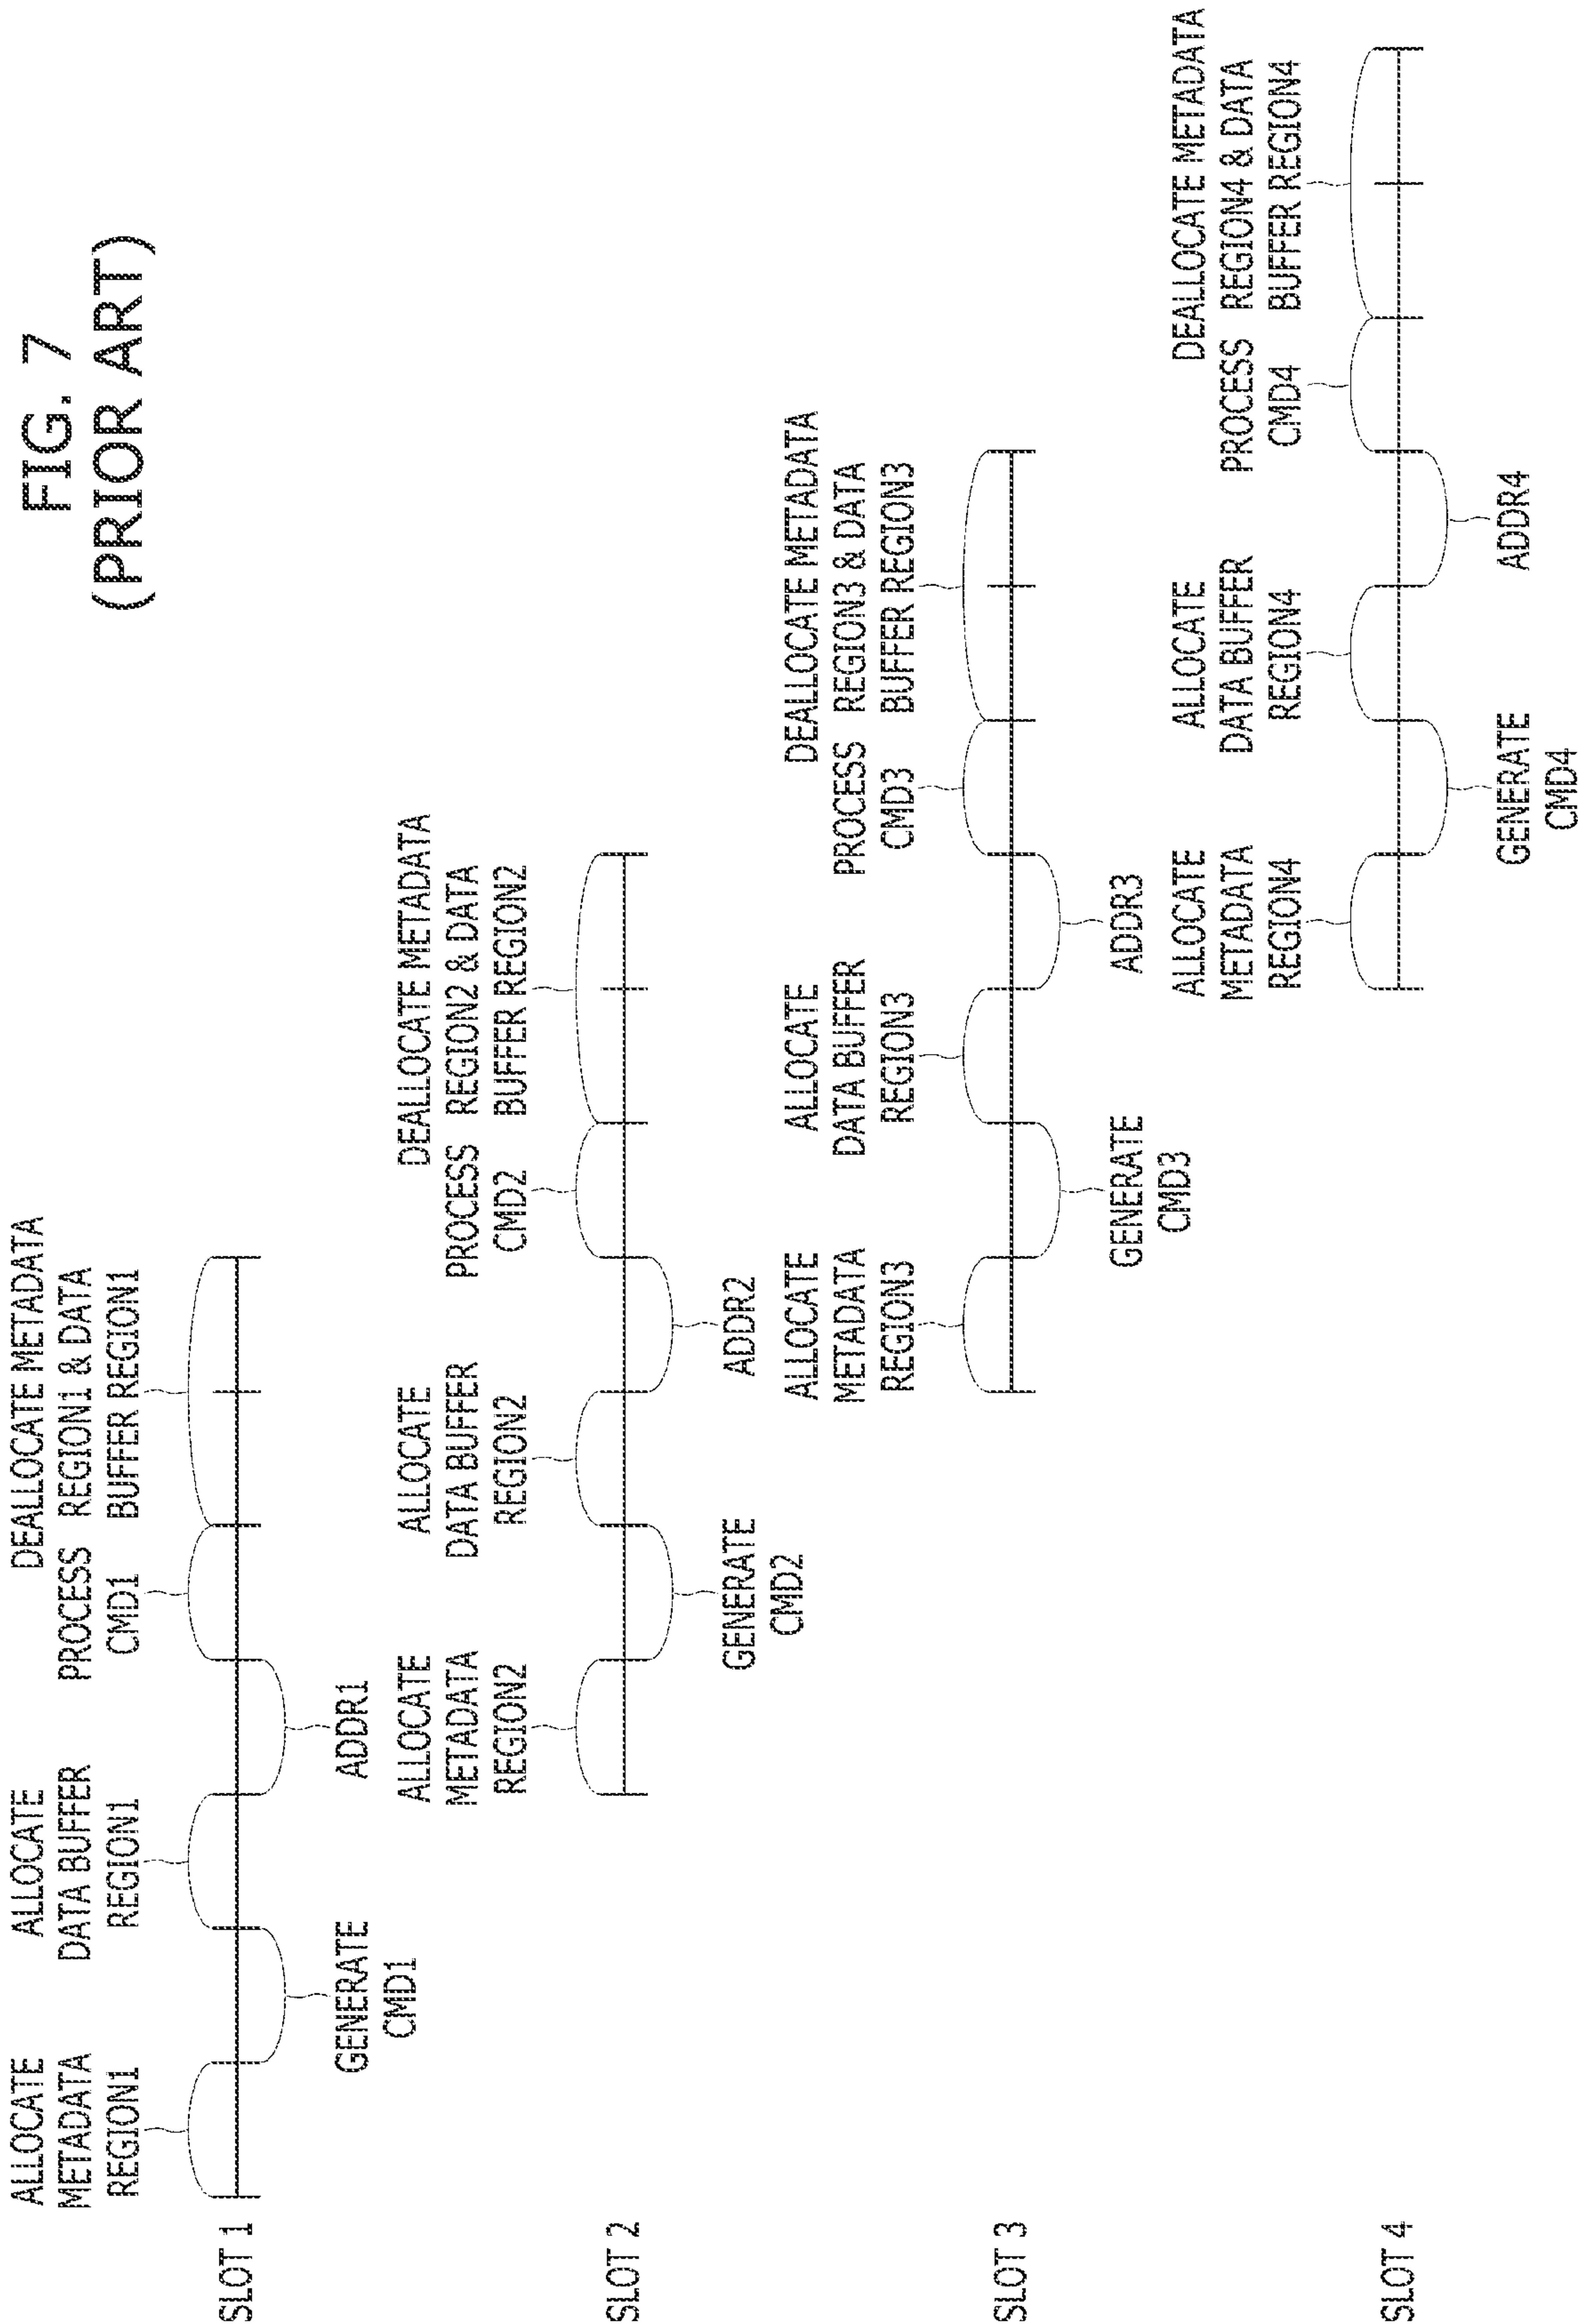 FIG. 7
(PRIOR ART)
SLOT 1
ALLOCATE
METADATA
REGION1
GENERATE
CMD1
ALLOCATE
DATA BUFFER
REGION1
ADDR1
PROCESS
CMD1
DEALLOCATE METADATA
REGION1 & DATA
BUFFER REGION1
SLOT 2
ALLOCATE
METADATA
REGION2
GENERATE
CMD2
ALLOCATE
DATA BUFFER
REGION2
ADDR2
PROCESS
CMD2
DEALLOCATE METADATA
REGION2 & DATA
BUFFER REGION2
SLOT 3
ALLOCATE
METADATA
REGION3
GENERATE
CMD3
ALLOCATE
DATA BUFFER
REGION3
ADDR3
PROCESS
CMD3
DEALLOCATE METADATA
REGION3 & DATA
BUFFER REGION3
SLOT 4
ALLOCATE
METADATA
REGION4
GENERATE
CMD4
ALLOCATE
DATA BUFFER
REGION4
ADDR4
PROCESS
CMD4
DEALLOCATE METADATA
REGION4 & DATA
BUFFER REGION4